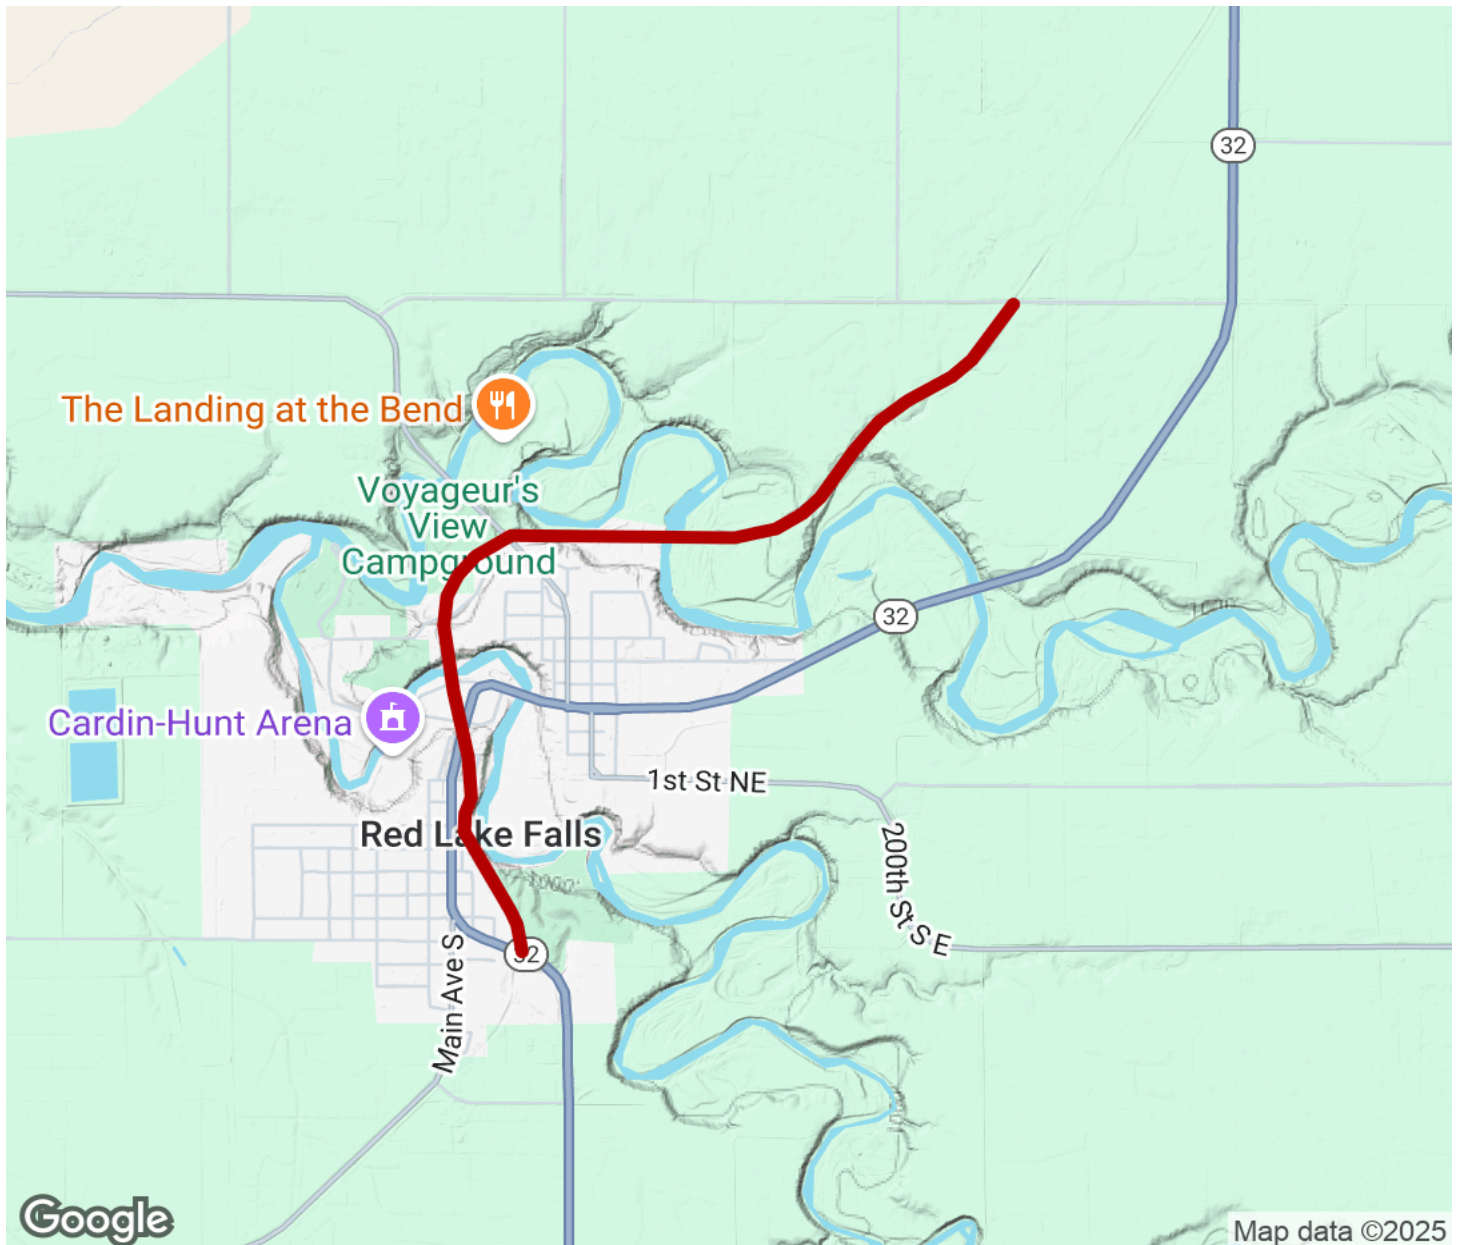 32
The Landing at the Bend
Voyageur's
View
Campground
32
Cardin-Hunt Arena
1st St NE
Red Lake Falls
200th St S E
32
Main Ave S
Google
Map data ©2025